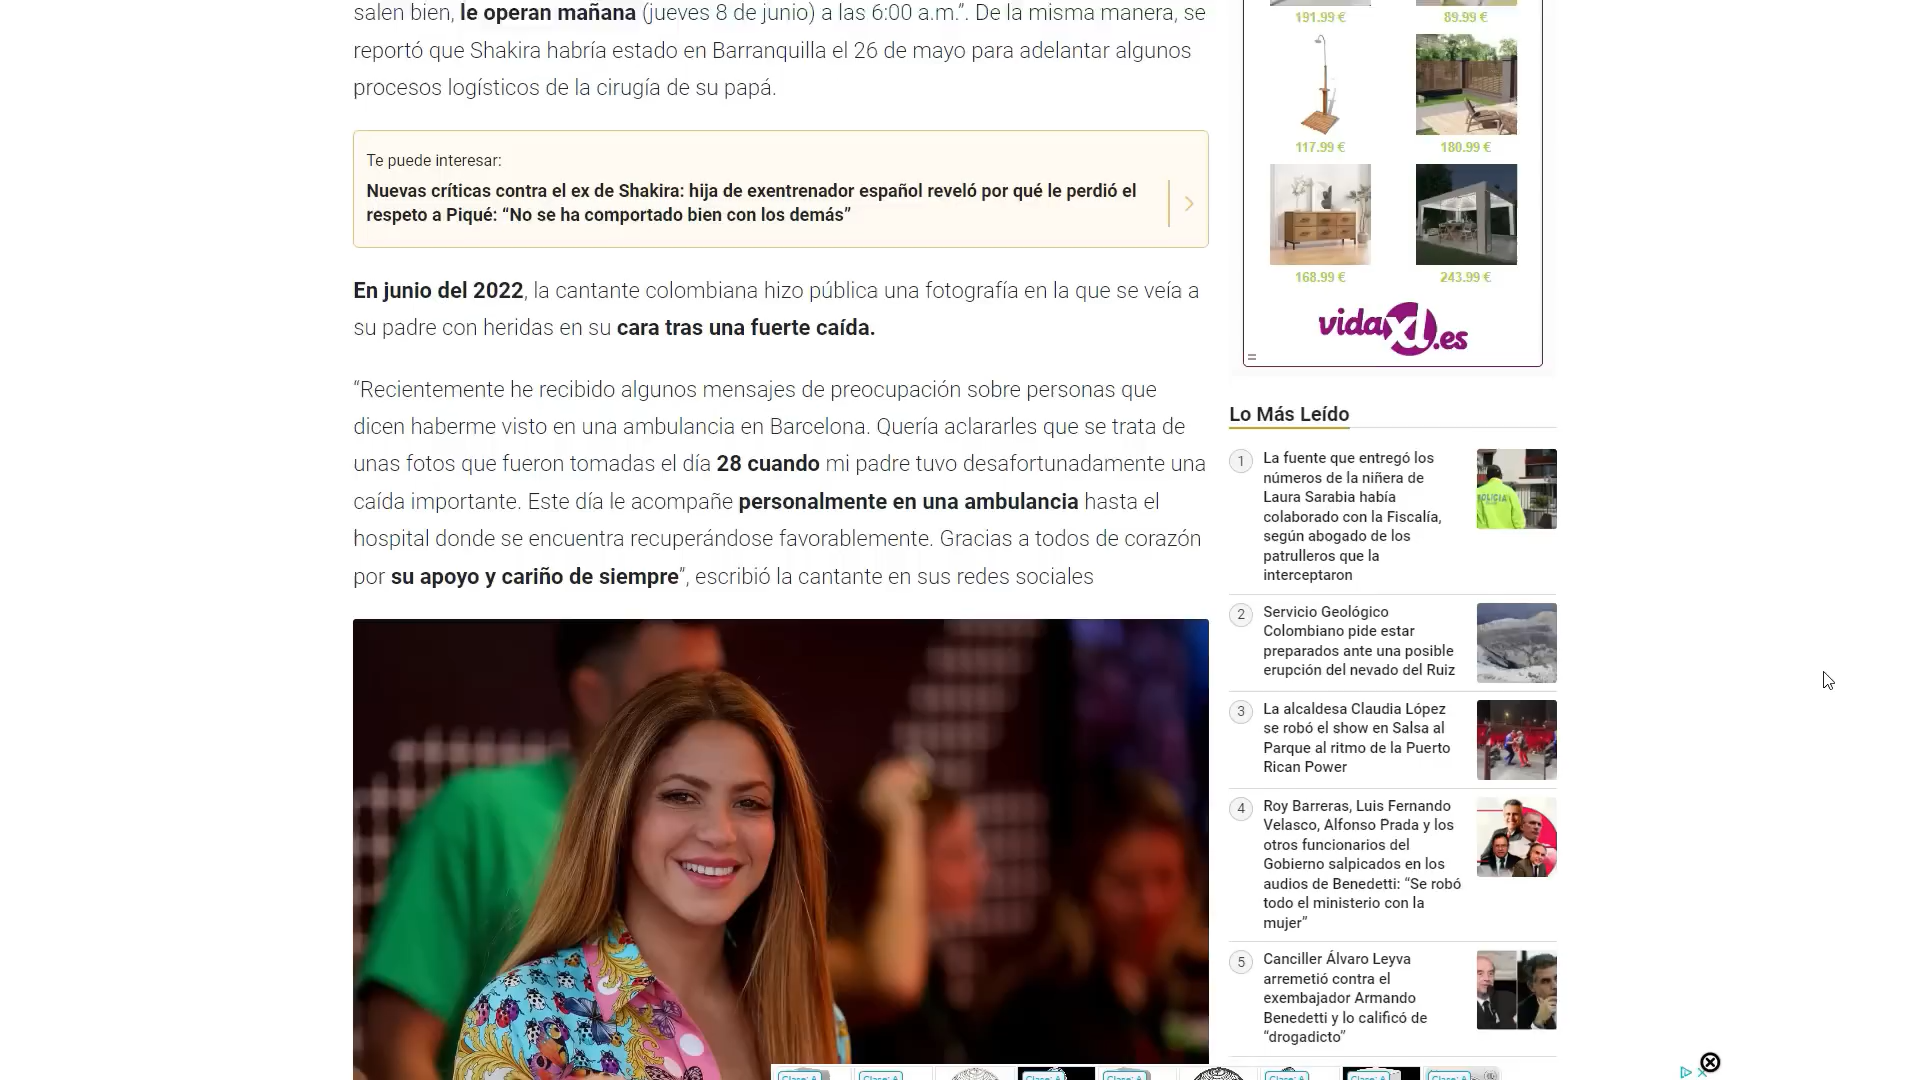 salen bien, le operan mañana (jueves 8 de junio) a las 6:00 a.m.”. De la misma manera, se
reportó que Shakira habría estado en Barranquilla el 26 de mayo para adelantar algunos
procesos logísticos de la cirugía de su papá.
Te puede interesar:
Nuevas críticas contra el ex de Shakira: hija de exentrenador español reveló por qué le perdió el
respeto a Piqué: “No se ha comportado bien con los demás”
En junio del 2022, la cantante colombiana hizo pública una fotografía en la que se veía a
su padre con heridas en su cara tras una fuerte caída.
“Recientemente he recibido algunos mensajes de preocupación sobre personas que
dicen haberme visto en una ambulancia en Barcelona. Quería aclararles que se trata de
unas fotos que fueron tomadas el día 28 cuando mi padre tuvo desafortunadamente una
caída importante. Este día le acompañe personalmente en una ambulancia hasta el
hospital donde se encuentra recuperándose favorablemente. Gracias a todos de corazón
por su apoyo y cariño de siempre”, escribió la cantante en sus redes sociales
191.99 €
89.99 €
117.99 €
180.99 €
168.99 €
243.99 €
vidaXL.es
Lo Más Leído
1
La fuente que entregó los
números de la niñera de
Laura Sarabia había
colaborado con la Fiscalía,
según abogado de los
patrulleros que la
interceptaron
POLICIA
2
Servicio Geológico
Colombiano pide estar
preparados ante una posible
erupción del nevado del Ruiz
3
La alcaldesa Claudia López
se robó el show en Salsa al
Parque al ritmo de la Puerto
Rican Power
4
Roy Barreras, Luis Fernando
Velasco, Alfonso Prada y los
otros funcionarios del
Gobierno salpicados en los
audios de Benedetti: “Se robó
todo el ministerio con la
mujer”
5
Canciller Álvaro Leyva
arremetió contra el
exembajador Armando
Benedetti y lo calificó de
“drogadicto”